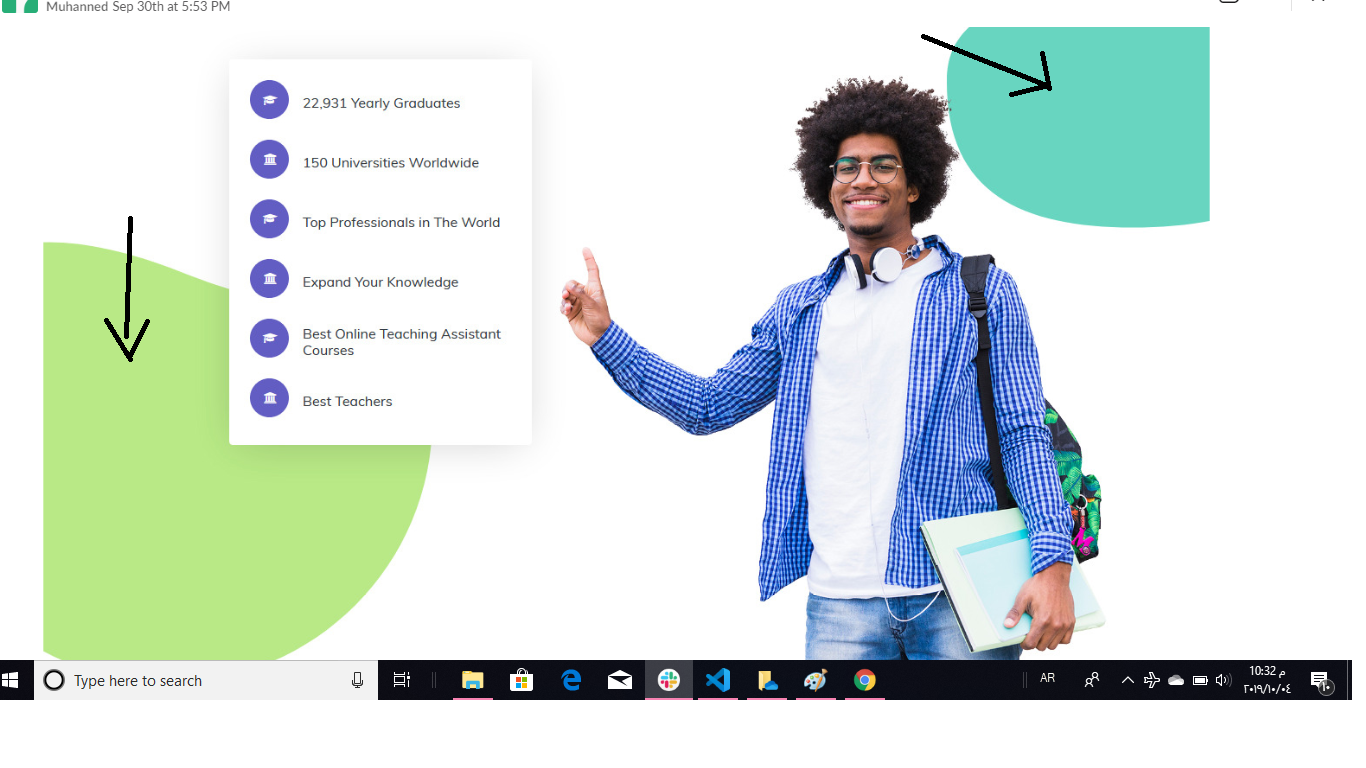 Muhanned Sep 30th at 5:53 PM
22,931 Yearly Graduates
150 Universities Worldwide
Top Professionals in The World
Expand Your Knowledge
Best Online Teaching Assistant
Courses
Best Teachers
Type here to search
AR
10:32 م
٢٠١٩/١٠/٠٤
١٠